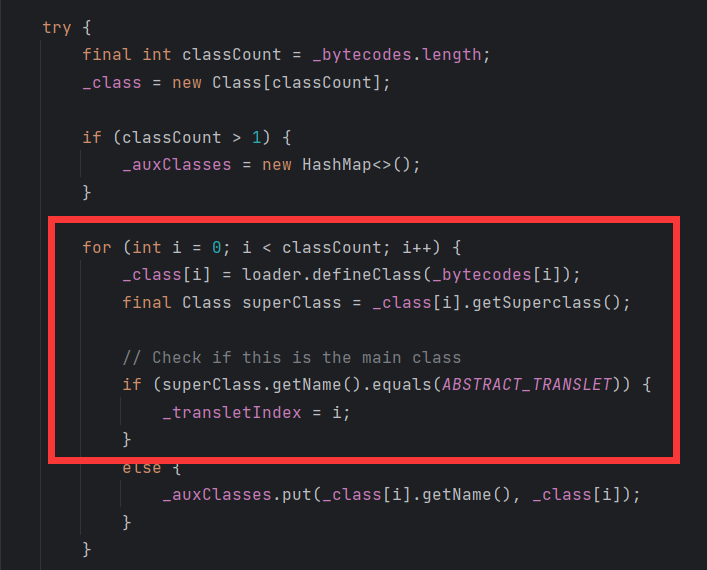 try {
final int classCount = _bytecodes.length;
_class = new Class[classCount];
if (classCount > 1) {
_auxClasses = new HashMap<>();
}
for (int i = 0; i < classCount; i++) {
_class[i] = loader.defineClass(_bytecodes[i]);
final Class superClass = _class[i].getSuperclass();
// Check if this is the main class
if (superClass.getName().equals(ABSTRACT_TRANSLET)) {
_transletIndex = i;
}
else {
_auxClasses.put(_class[i].getName(), _class[i]);
}
}